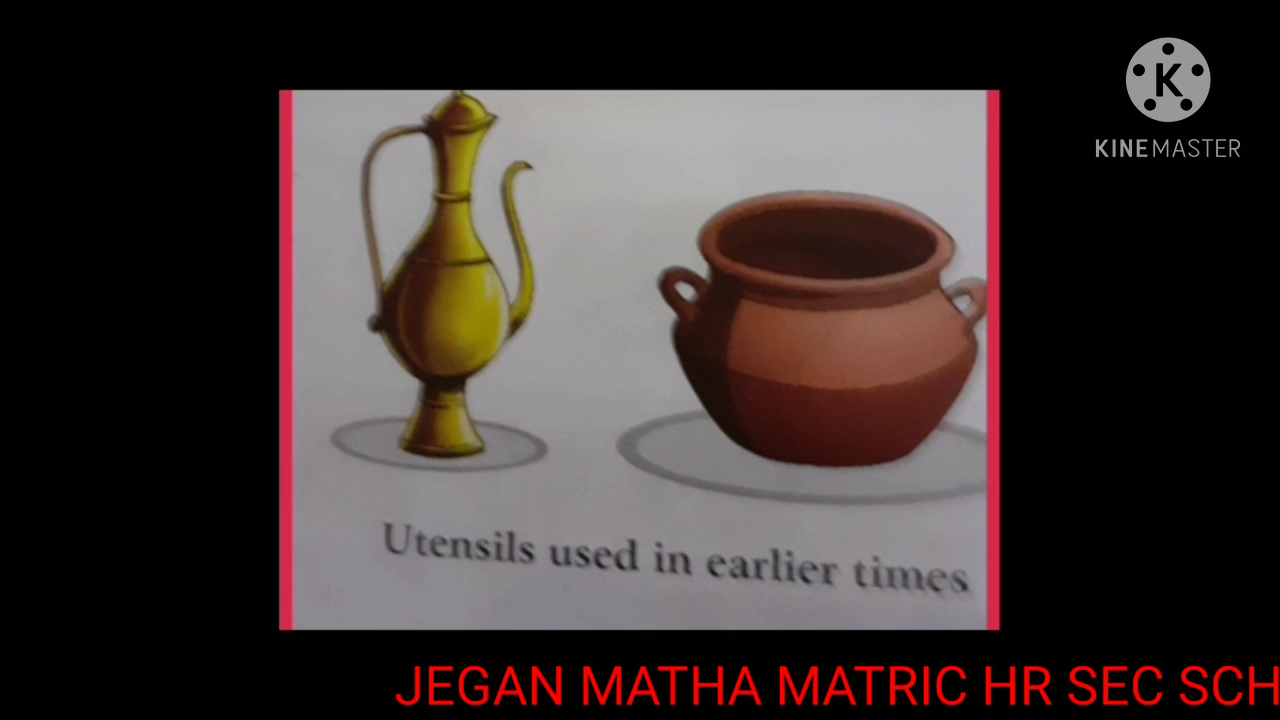 K
KINEMASTER
Utensils used in earlier times
JEGAN MATHA MATRIC HR SEC SCH